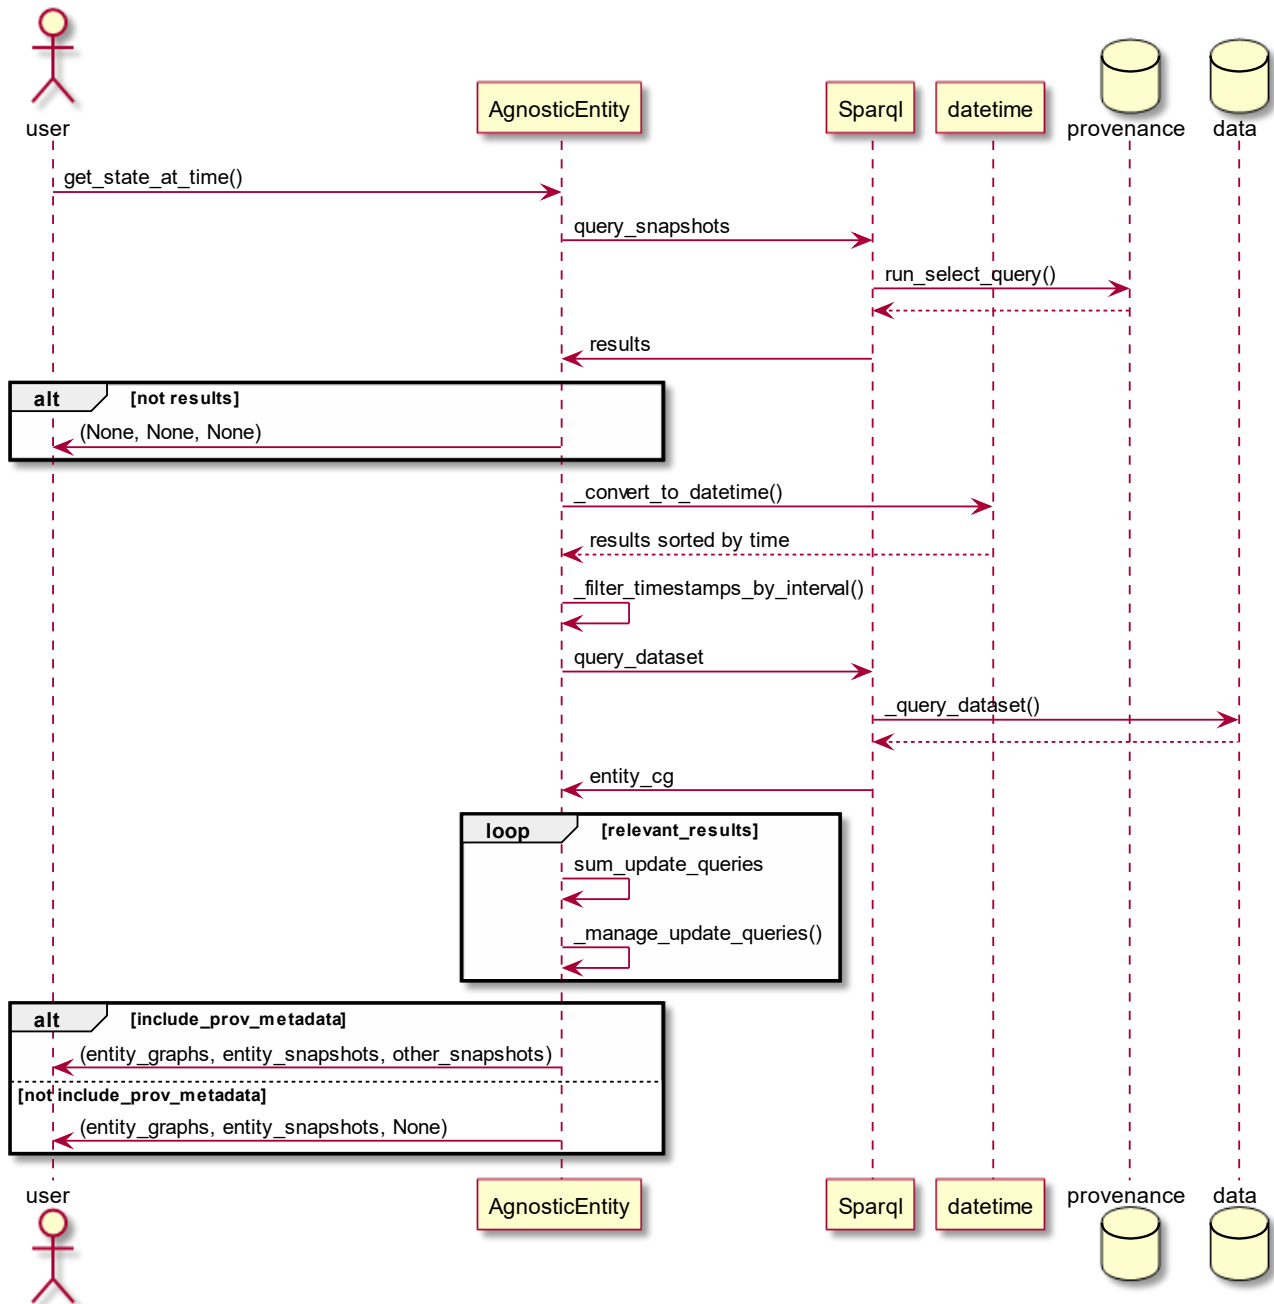 user
AgnosticEntity
Sparql
datetime
provenance
data
get_state_at_time()
query_snapshots
run_select_query()
results
alt
[not results]
(None, None, None)
_convert_to_datetime()
results sorted by time
_filter_timestamps_by_interval()
query_dataset
_query_dataset()
entity_cg
loop
[relevant_results]
sum_update_queries
_manage_update_queries()
alt
[include_prov_metadata]
(entity_graphs, entity_snapshots, other_snapshots)
[not include_prov_metadata]
(entity_graphs, entity_snapshots, None)
user
AgnosticEntity
Sparql
datetime
provenance
data